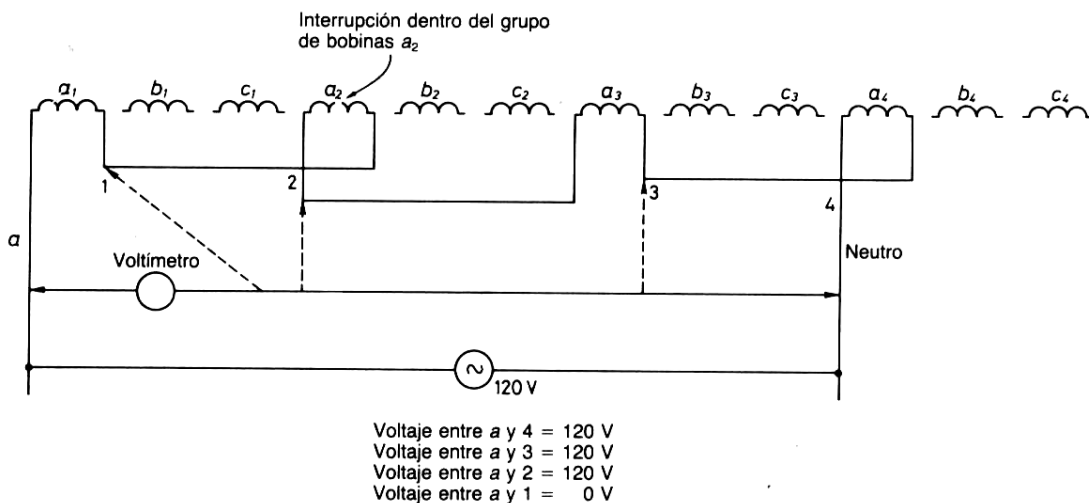 Interrupción dentro del grupo
de bobinas a₂
a₁ b₁ c₁ a₂ b₂ c₂ a₃ b₃ c₃ a₄ b₄ c₄
1 2 3 4
a
Voltímetro
Neutro
120 V
Voltaje entre a y 4 = 120 V
Voltaje entre a y 3 = 120 V
Voltaje entre a y 2 = 120 V
Voltaje entre a y 1 = 0 V